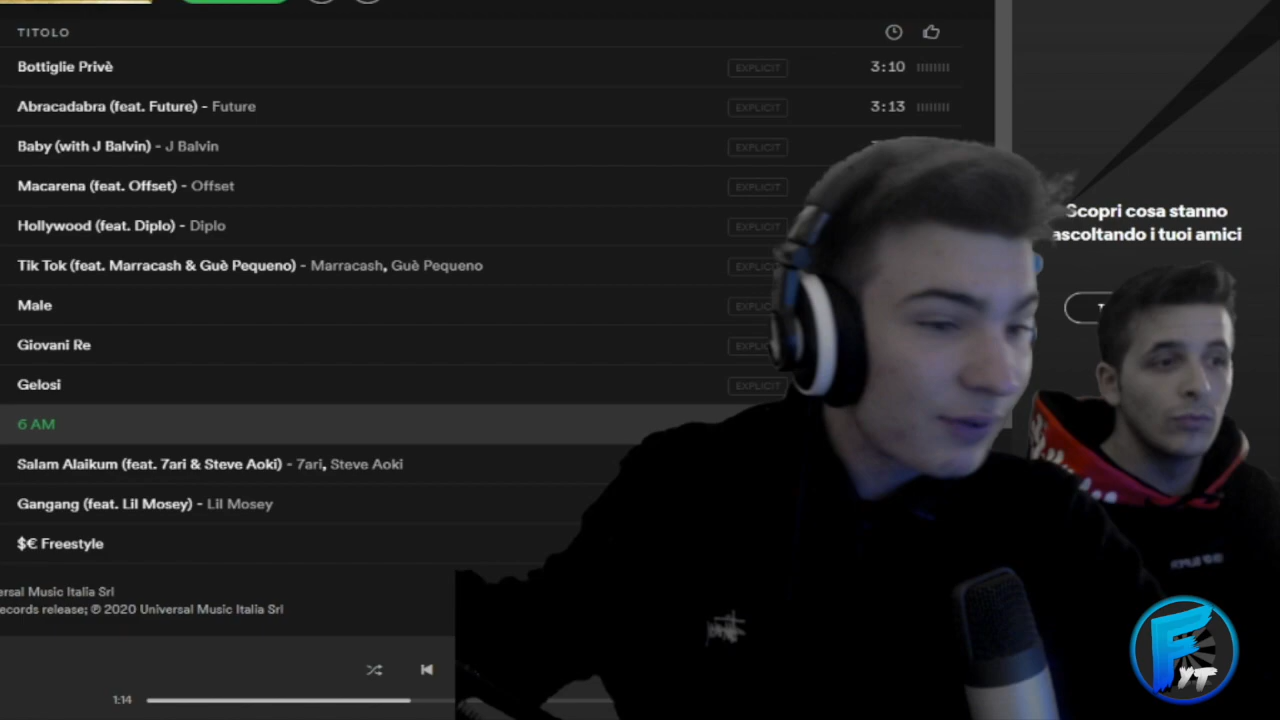 TITOLO
Bottiglie Privè EXPLICIT 3:10
Abracadabra (feat. Future) - Future EXPLICIT 3:13
Baby (with J Balvin) - J Balvin EXPLICIT
Macarena (feat. Offset) - Offset EXPLICIT
Hollywood (feat. Diplo) - Diplo EXPLICIT
Tik Tok (feat. Marracash & Guè Pequeno) - Marracash, Guè Pequeno
Male
Giovani Re
Gelosi EXPLICIT
6 AM
Salam Alaikum (feat. 7ari & Steve Aoki) - 7ari, Steve Aoki
Gangang (feat. Lil Mosey) - Lil Mosey
$€ Freestyle
Music Italia Srl
release; ℗ 2020 Universal Music Italia Srl
1:14
Scopri cosa stanno
ascoltando i tuoi amici
F
YT